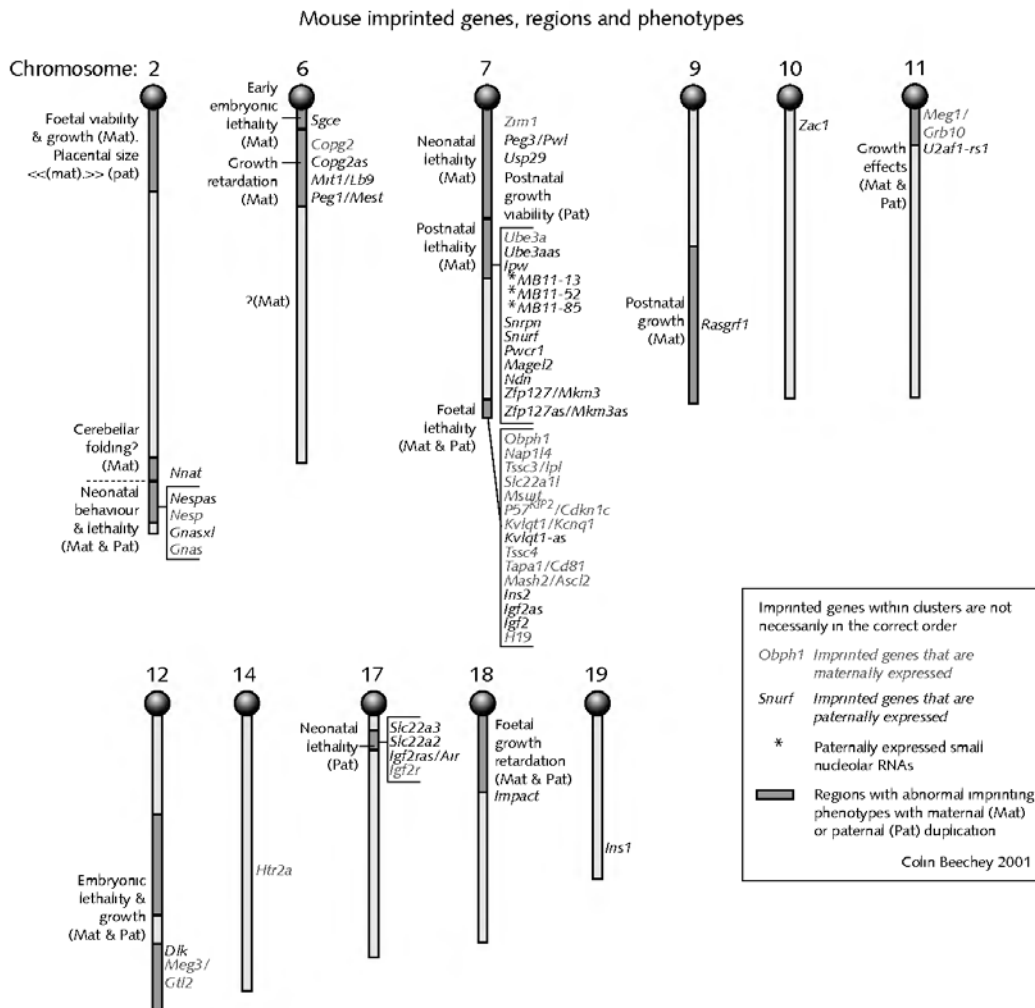 Mouse imprinted genes, regions and phenotypes
Chromosome: 2 6 7 9 10 11
Foetal viability
& growth (Mat).
Placental size
<<(mat).>> (pat)
Cerebellar
folding?
(Mat)
Nnat
Neonatal
behaviour
& lethality
(Mat & Pat)
Nespas
Nesp
Gnasxl
Gnas
Early
embryonic
lethality
(Mat)
Growth
retardation
(Mat)
Sgce
Copg2
Copg2as
Mit1/Lb9
Peg1/Mest
?(Mat)
Neonatal
lethality
(Mat)
Zim1
Peg3/Pwl
Usp29
Postnatal
growth
viability (Pat)
Postnatal
lethality
(Mat)
Ube3a
Ube3aas
Ipw
*MB11-13
*MB11-52
*MB11-85
Snrpn
Snurf
Pwcr1
Magel2
Ndn
Zfp127/Mkm3
Zfp127as/Mkm3as
Foetal
lethality
(Mat & Pat)
Obph1
Nap1l4
Tssc3/Ipl
Slc22a1l
Msuit
P57KIP2/Cdkn1c
Kvlqt1/Kcnq1
Kvlqt1-as
Tssc4
Tapa1/Cd81
Mash2/Ascl2
Ins2
Igf2as
Igf2
H19
Postnatal
growth
(Mat)
Rasgrf1
Zac1
Meg1/
Grb10
U2af1-rs1
Growth
effects
(Mat &
Pat)
12 14 17 18 19
Embryonic
lethality &
growth
(Mat & Pat)
Dlk
Meg3/
Gtl2
Htr2a
Neonatal
lethality
(Pat)
Slc22a3
Slc22a2
Igf2ras/Air
Igf2r
Foetal
growth
retardation
(Mat & Pat)
Impact
Ins1
Imprinted genes within clusters are not
necessarily in the correct order
Obph1 Imprinted genes that are
maternally expressed
Snurf Imprinted genes that are
paternally expressed
* Paternally expressed small
nucleolar RNAs
Regions with abnormal imprinting
phenotypes with maternal (Mat)
or paternal (Pat) duplication
Colin Beechey 2001